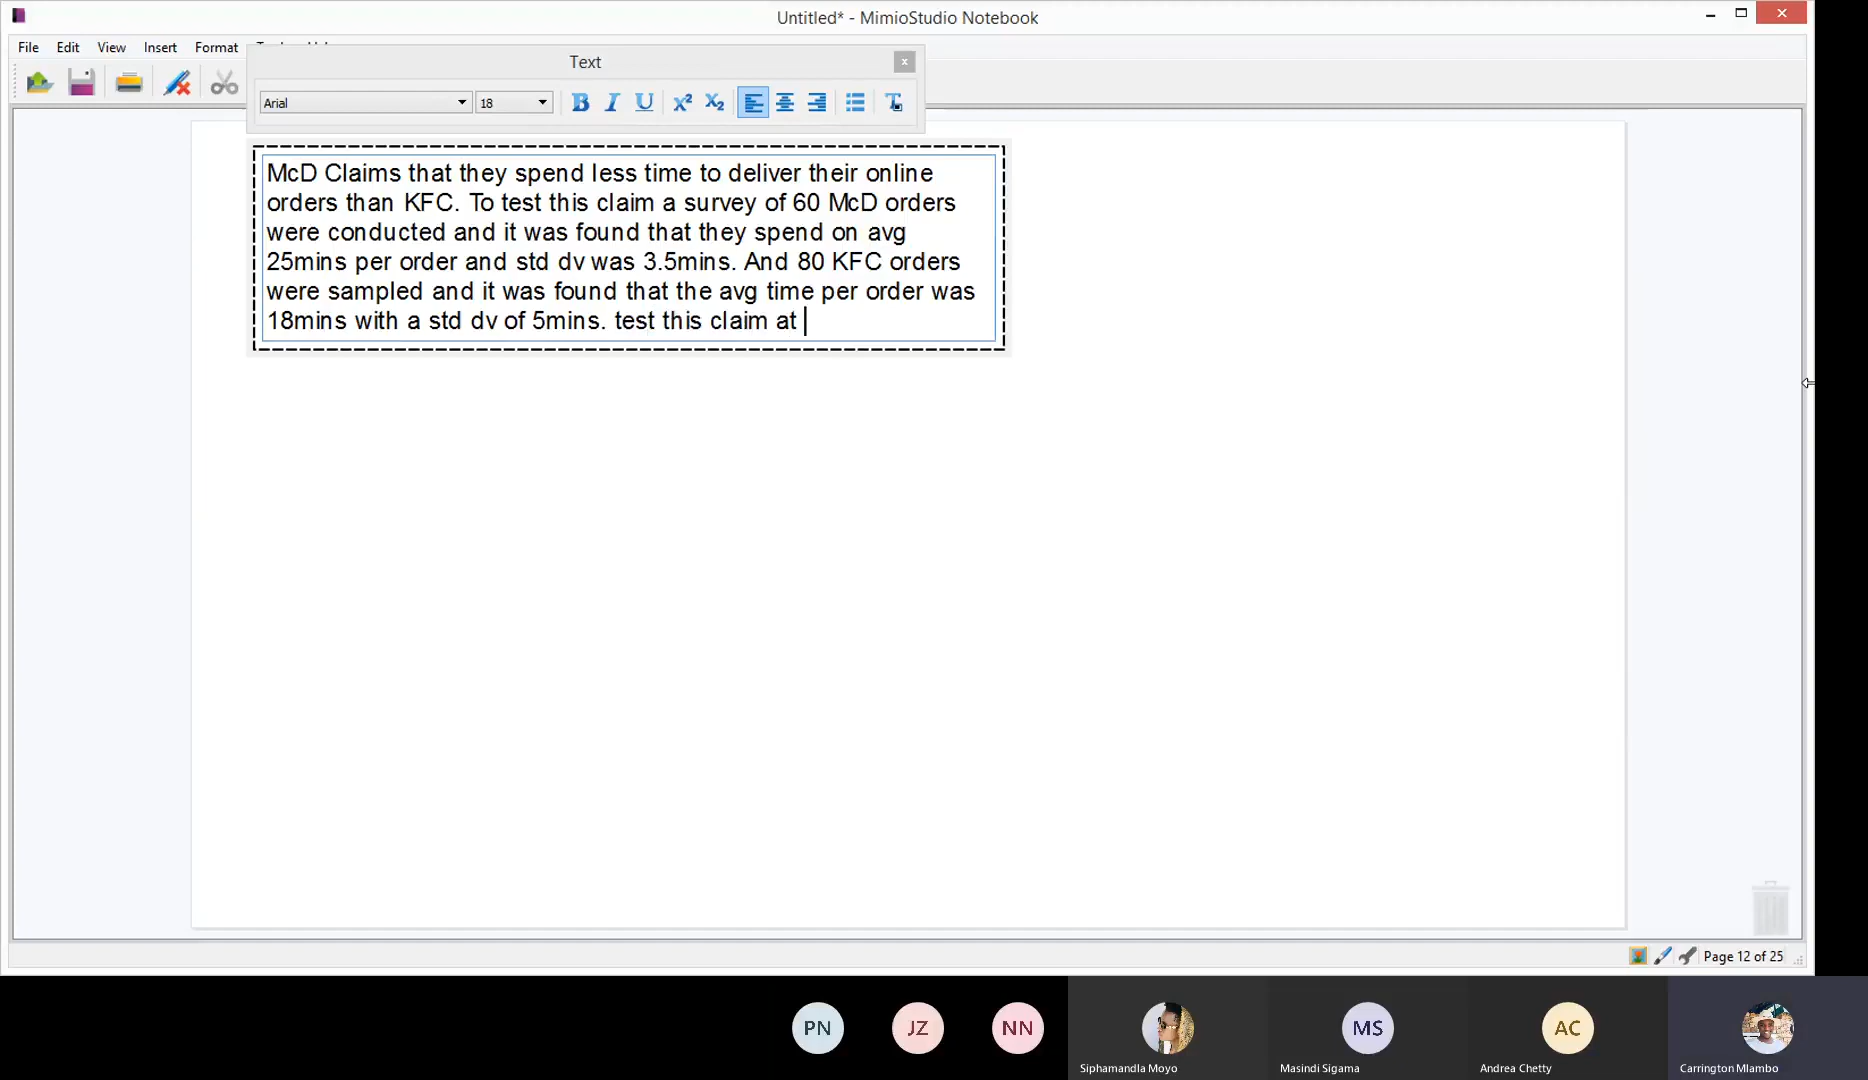 Untitled* - MimioStudio Notebook
File Edit View Insert Format
Text
Arial 18 B I U X² X₂
McD Claims that they spend less time to deliver their online
orders than KFC. To test this claim a survey of 60 McD orders
were conducted and it was found that they spend on avg
25mins per order and std dv was 3.5mins. And 80 KFC orders
were sampled and it was found that the avg time per order was
18mins with a std dv of 5mins. test this claim at
Page 12 of 25
PN JZ NN MS AC
Siphamandla Moyo Masindi Sigama Andrea Chetty Carrington Mlambo